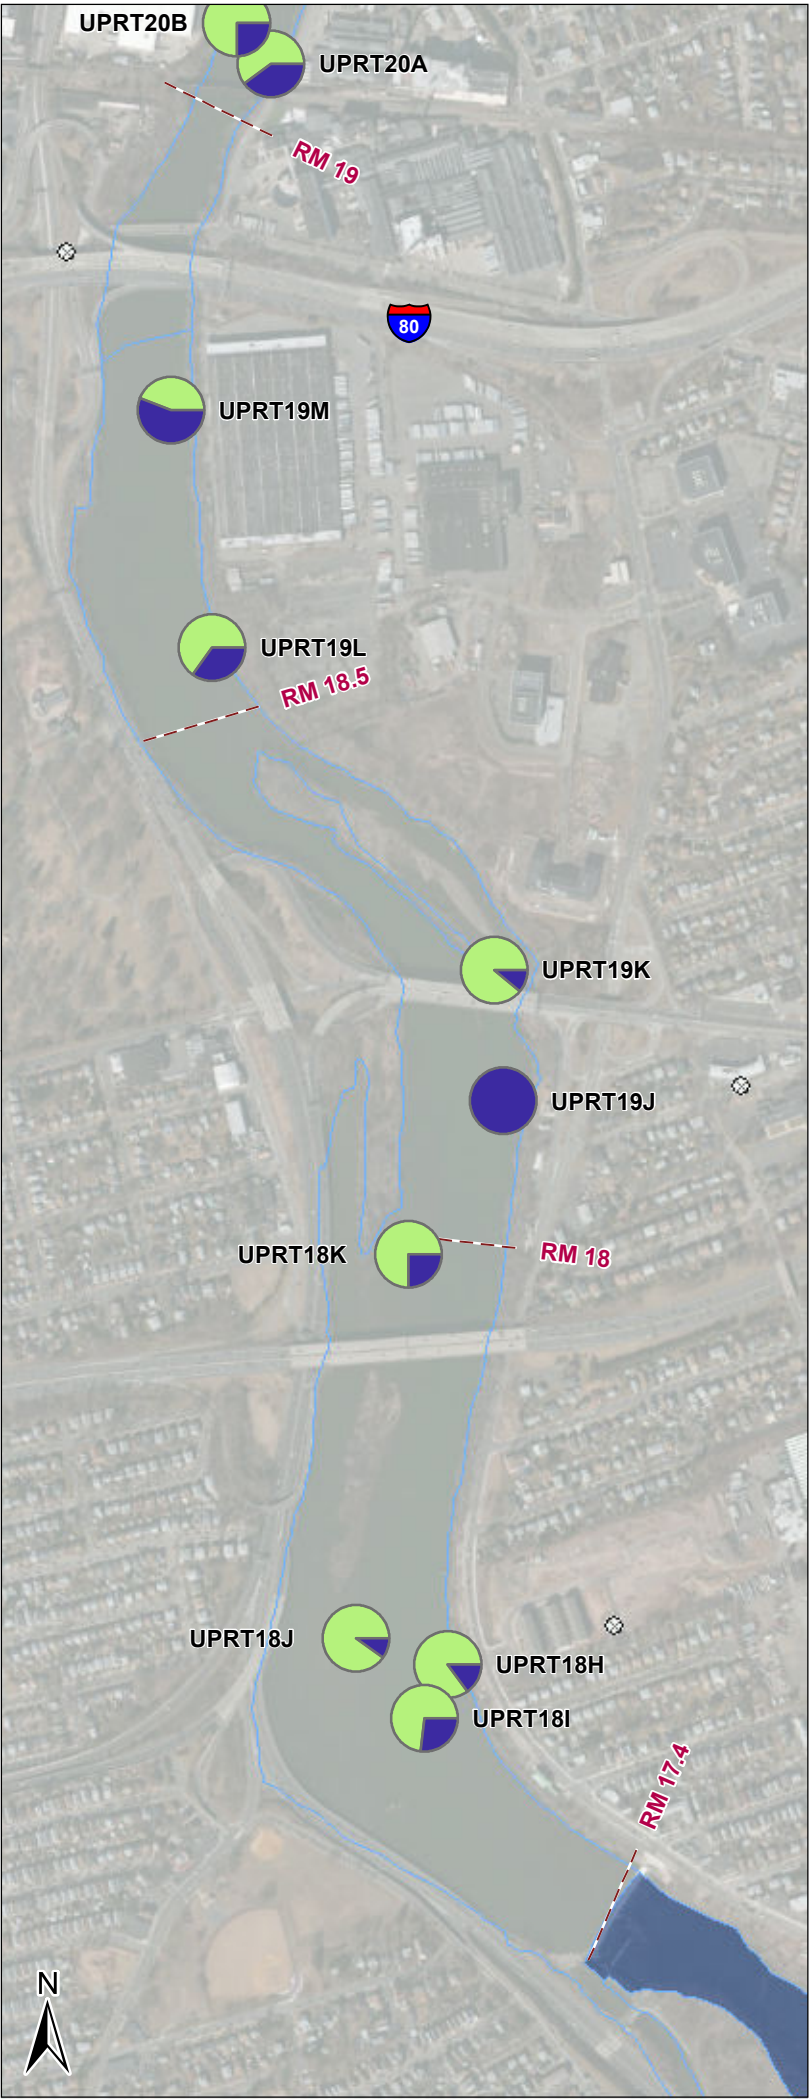 UPRT20B
UPRT20A
RM 19
80
UPRT19M
UPRT19L
RM 18.5
UPRT19K
UPRT19J
UPRT18K
RM 18
UPRT18J
UPRT18H
UPRT18I
RM 17.4
N